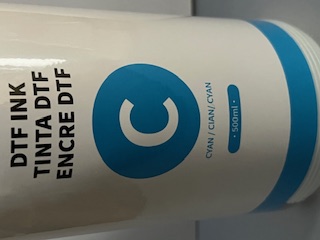 DTF INK
TINTA DTF
ENCRE DTF
C
CYAN / CIAN/ CYAN
• 500ml •